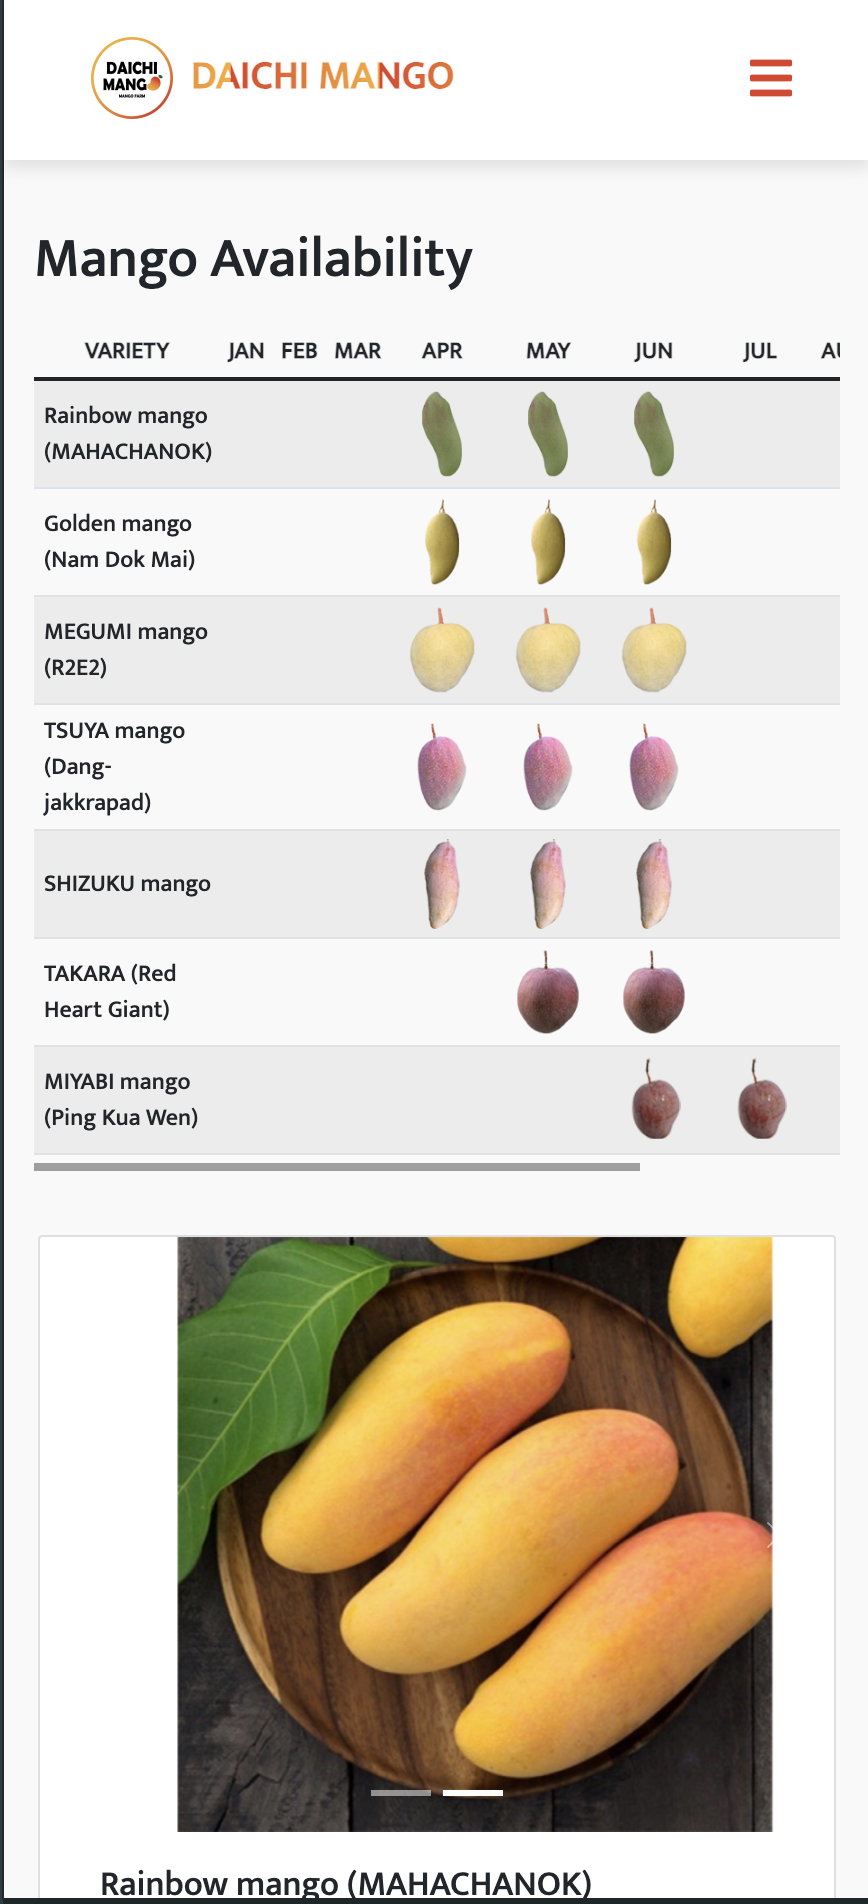 DAICHI
MANGO
MANGO FARM
DAICHI MANGO
Mango Availability
VARIETY JAN FEB MAR APR MAY JUN JUL
Rainbow mango
(MAHACHANOK)
Golden mango
(Nam Dok Mai)
MEGUMI mango
(R2E2)
TSUYA mango
(Dang-
jakkrapad)
SHIZUKU mango
TAKARA (Red
Heart Giant)
MIYABI mango
(Ping Kua Wen)
Rainbow mango (MAHACHANOK)